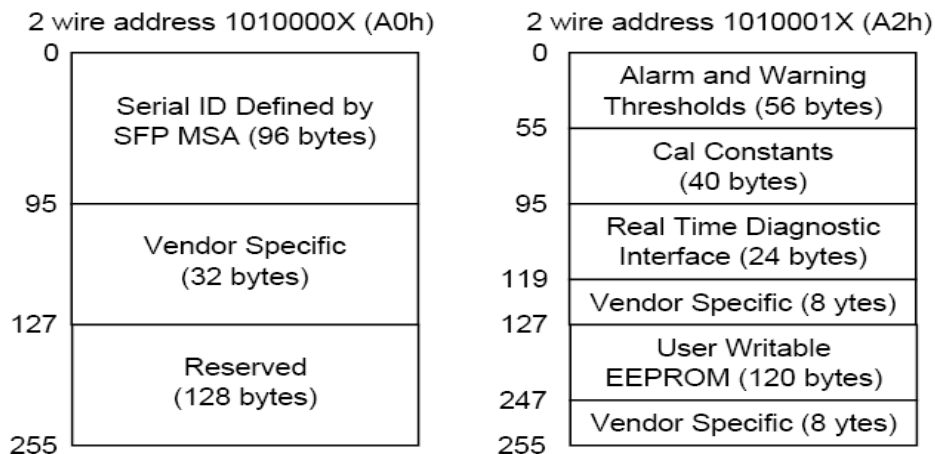 2 wire address 1010000X (A0h)
0
Serial ID Defined by
SFP MSA (96 bytes)
95
Vendor Specific
(32 bytes)
127
Reserved
(128 bytes)
255
2 wire address 1010001X (A2h)
0
Alarm and Warning
Thresholds (56 bytes)
55
Cal Constants
(40 bytes)
95
Real Time Diagnostic
Interface (24 bytes)
119
Vendor Specific (8 ytes)
127
User Writable
EEPROM (120 bytes)
247
Vendor Specific (8 ytes)
255